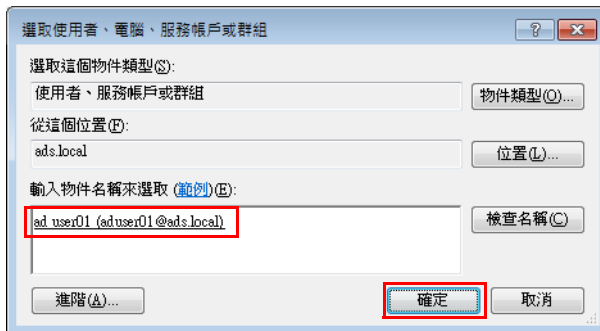 選取使用者、電腦、服務帳戶或群組
選取這個物件類型(S):
使用者、服務帳戶或群組
物件類型(O)...
從這個位置(F):
ads.local
位置(L)...
輸入物件名稱來選取 (範例)(E):
ad user01 (aduser01@ads.local)
檢查名稱(C)
進階(A)...
確定
取消